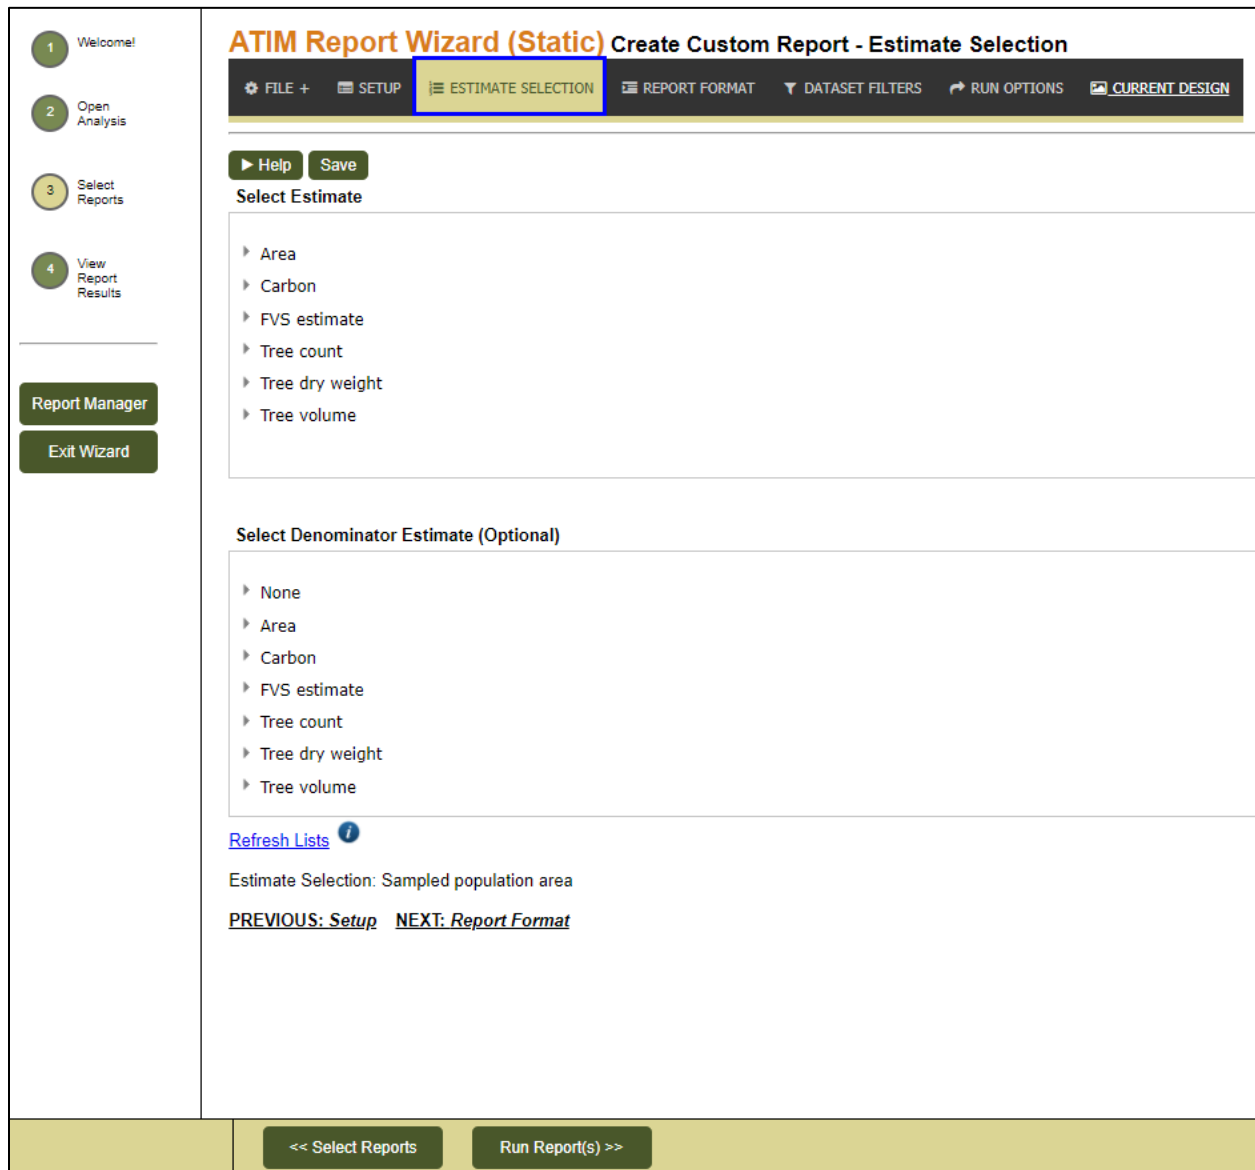 1 Welcome!
2 Open
Analysis
3 Select
Reports
4 View
Report
Results
Report Manager
Exit Wizard
ATIM Report Wizard (Static) Create Custom Report - Estimate Selection
FILE + SETUP ESTIMATE SELECTION REPORT FORMAT DATASET FILTERS RUN OPTIONS CURRENT DESIGN
Help Save
Select Estimate
Area
Carbon
FVS estimate
Tree count
Tree dry weight
Tree volume
Select Denominator Estimate (Optional)
None
Area
Carbon
FVS estimate
Tree count
Tree dry weight
Tree volume
Refresh Lists i
Estimate Selection: Sampled population area
PREVIOUS: Setup NEXT: Report Format
<< Select Reports Run Report(s) >>